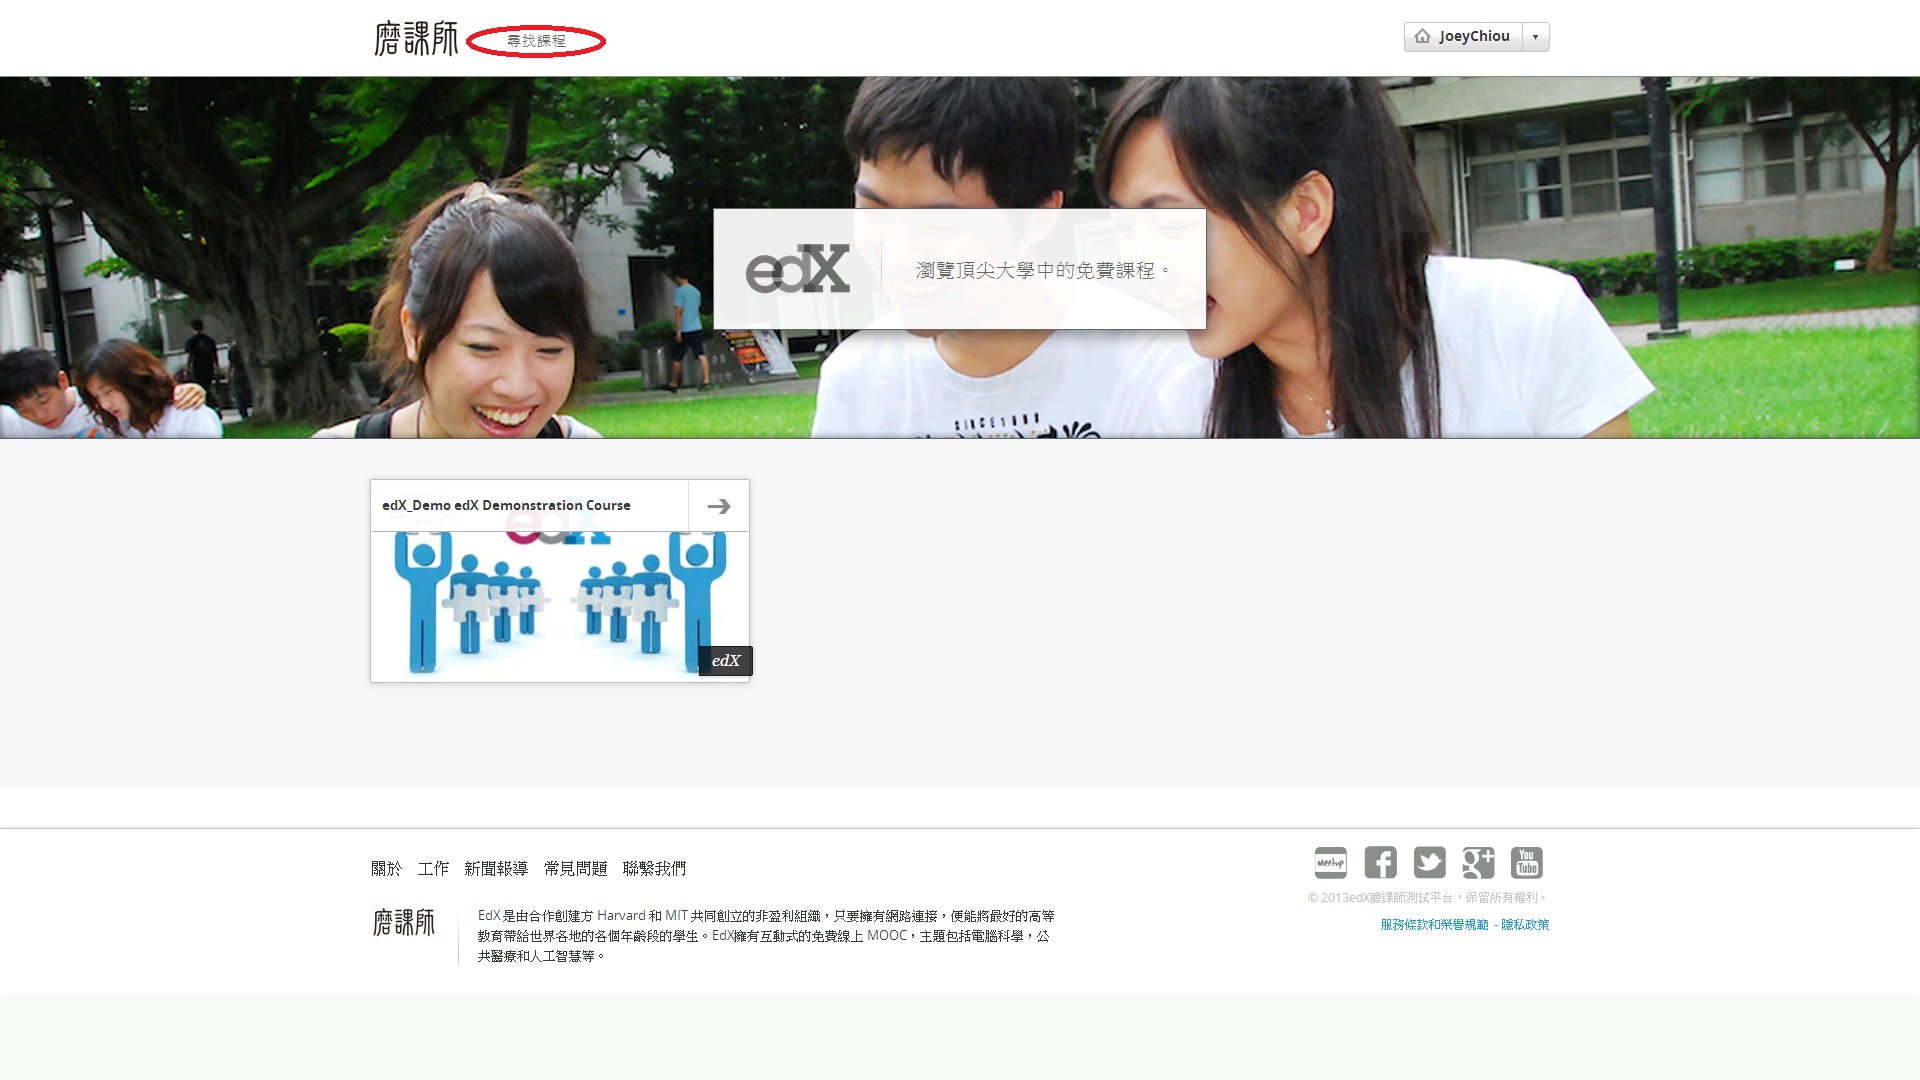 磨課師
尋找課程
JoeyChiou
edX
瀏覽頂尖大學中的免費課程。
SINCE1980
edX_Demo edX Demonstration Course
edX
edX
關於 工作 新聞報導 常見問題 聯繫我們
meetup
You
Tube
© 2013edX磨課師測試平台，保留所有權利。
服務條款和榮譽規範 - 隱私政策
磨課師
EdX 是由合作創建方 Harvard 和 MIT 共同創立的非盈利組織，只要擁有網路連接，便能將最好的高等
教育帶給世界各地的各個年齡段的學生。EdX擁有互動式的免費線上 MOOC，主題包括電腦科學，公
共醫療和人工智慧等。